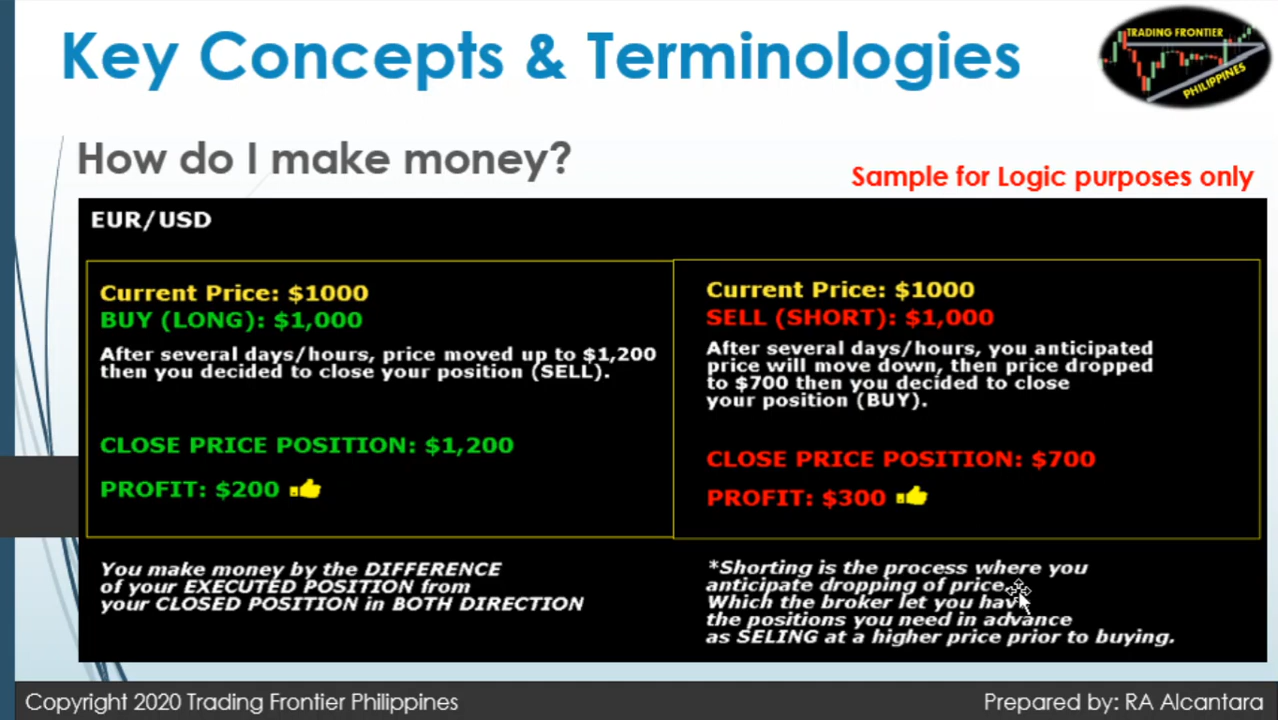 Key Concepts & Terminologies
TRADING FRONTIER
PHILIPPINES
How do I make money?
Sample for Logic purposes only
EUR/USD
Current Price: $1000
BUY (LONG): $1,000
After several days/hours, price moved up to $1,200
then you decided to close your position (SELL).
CLOSE PRICE POSITION: $1,200
PROFIT: $200
Current Price: $1000
SELL (SHORT): $1,000
After several days/hours, you anticipated
price will move down, then price dropped
to $700 then you decided to close
your position (BUY).
CLOSE PRICE POSITION: $700
PROFIT: $300
You make money by the DIFFERENCE
of your EXECUTED POSITION from
your CLOSED POSITION in BOTH DIRECTION
*Shorting is the process where you
anticipate dropping of price.
Which the broker let you have
the positions you need in advance
as SELING at a higher price prior to buying.
Copyright 2020 Trading Frontier Philippines
Prepared by: RA Alcantara